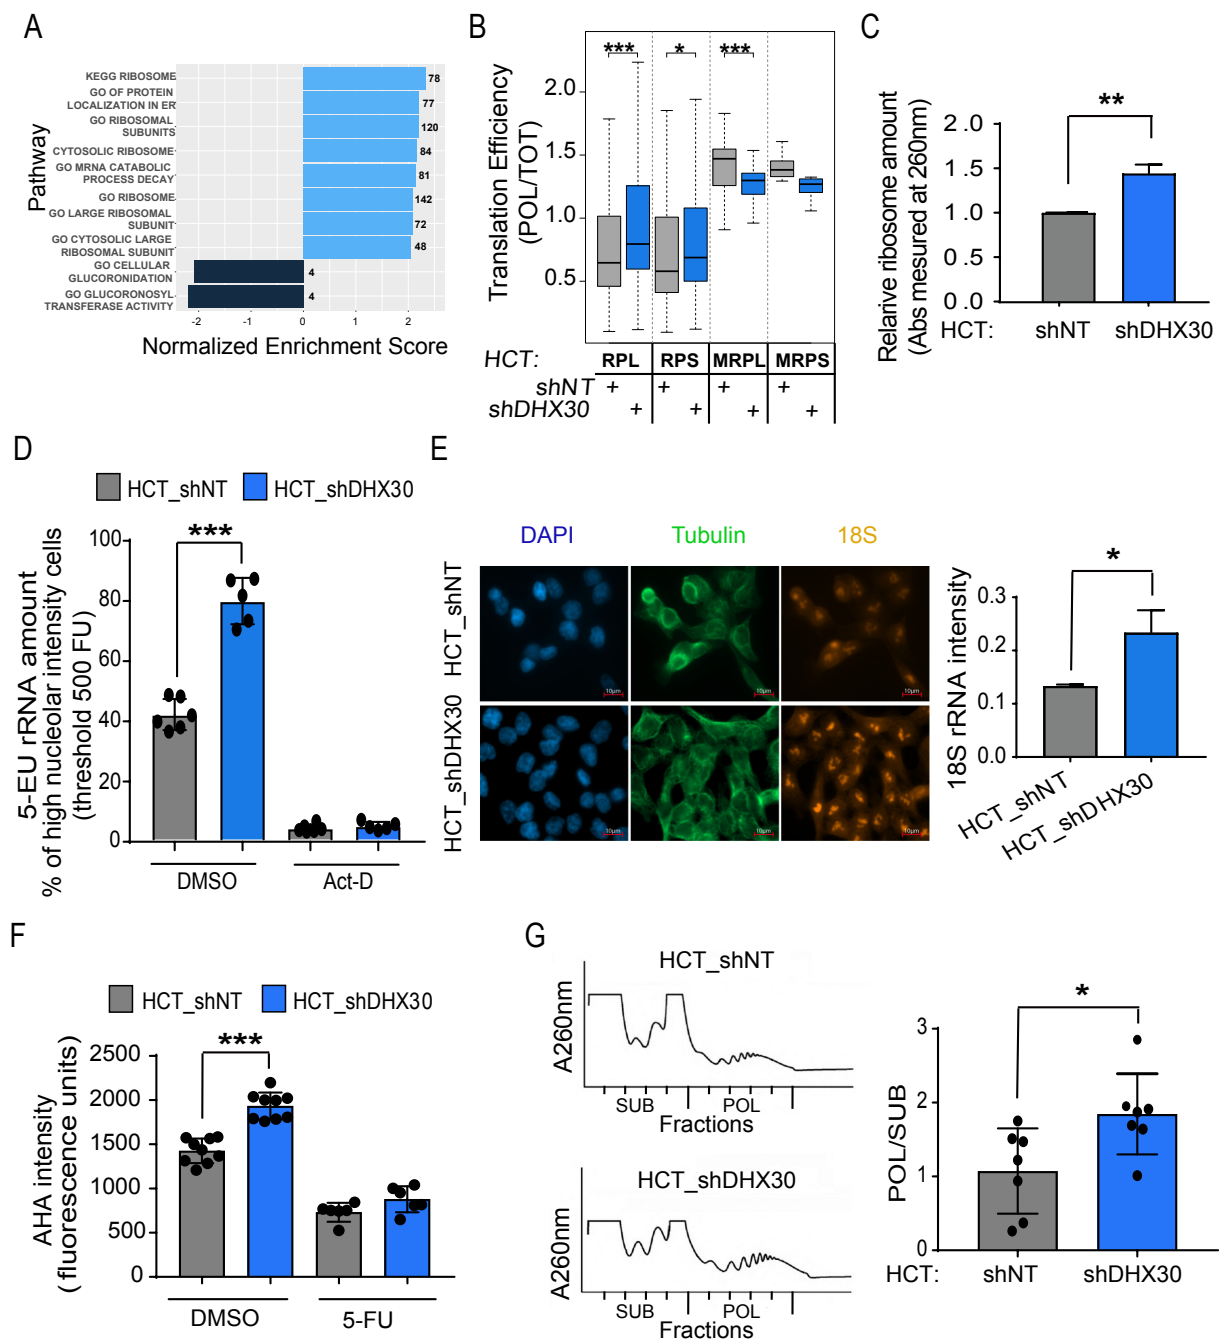 A
Pathway
KEGG RIBOSOME
GO OF PROTEIN
LOCALIZATION IN ER
GO RIBOSOMAL
SUBUNITS
CYTOSOLIC RIBOSOME
GO MRNA CATABOLIC
PROCESS DECAY
GO RIBOSOME
GO LARGE RIBOSOMAL
SUBUNIT
GO CYTOSOLIC LARGE
RIBOSOMAL SUBUNIT
GO CELLULAR
GLUCORONIDATION
GO GLUCORONOSYL
TRANSFERASE ACTIVITY
78
77
120
84
81
142
72
48
4
4
-2 -1 0 1 2
Normalized Enrichment Score
B
Translation Efficiency
(POL/TOT)
2.0
1.5
1.0
0.5
*** * ***
HCT: RPL RPS MRPL MRPS
shNT + + + +
shDHX30 + + + +
C
Relarive ribosome amount
(Abs mesured at 260nm)
2.0
1.5
1.0
0.5
0.0
**
HCT: shNT shDHX30
D
HCT_shNT HCT_shDHX30
5-EU rRNA amount
% of high nucleolar intensity cells
(threshold 500 FU)
100
80
60
40
20
0
***
DMSO Act-D
E
DAPI Tubulin 18S
HCT_shNT
10µm 10µm 10µm
HCT_shDHX30
10µm 10µm 10µm
18S rRNA intensity
0.3
0.2
0.1
0.0
*
HCT_shNT
HCT_shDHX30
F
HCT_shNT HCT_shDHX30
AHA intensity
( fluorescence units)
2500
2000
1500
1000
500
0
***
DMSO 5-FU
G
HCT_shNT
A260nm
SUB POL
Fractions
HCT_shDHX30
A260nm
SUB POL
Fractions
POL/SUB
3
2
1
0
*
HCT: shNT shDHX30